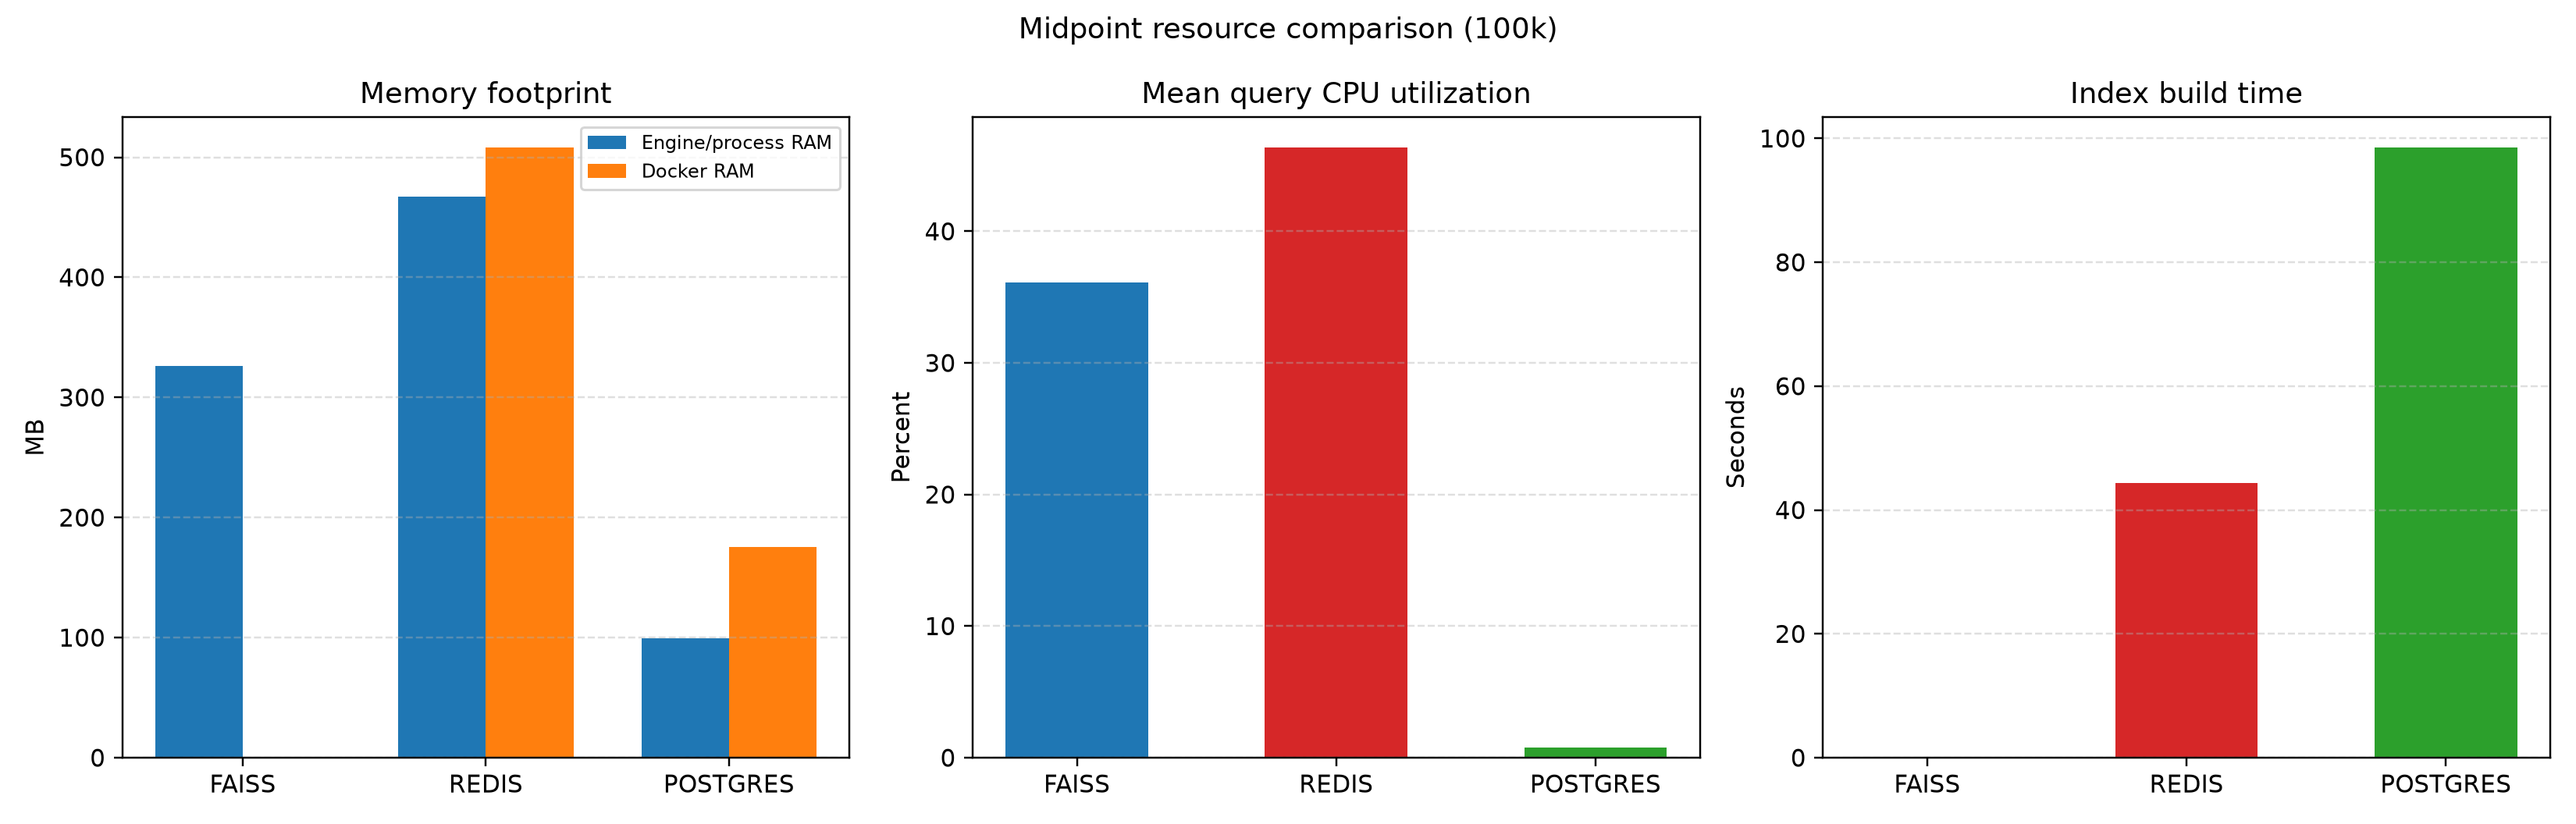 Midpoint resource comparison (100k)
Memory footprint
MB
500
400
300
200
100
0
FAISS
REDIS
POSTGRES
Engine/process RAM
Docker RAM
Mean query CPU utilization
Percent
40
30
20
10
0
FAISS
REDIS
POSTGRES
Index build time
Seconds
100
80
60
40
20
0
FAISS
REDIS
POSTGRES